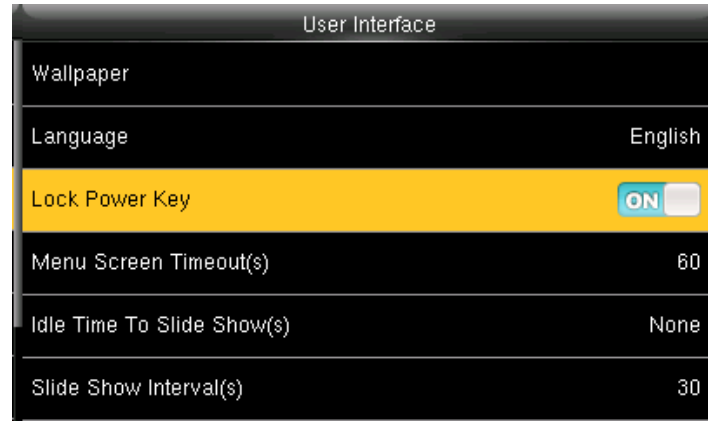 User Interface
Wallpaper
Language English
Lock Power Key ON
Menu Screen Timeout(s) 60
Idle Time To Slide Show(s) None
Slide Show Interval(s) 30